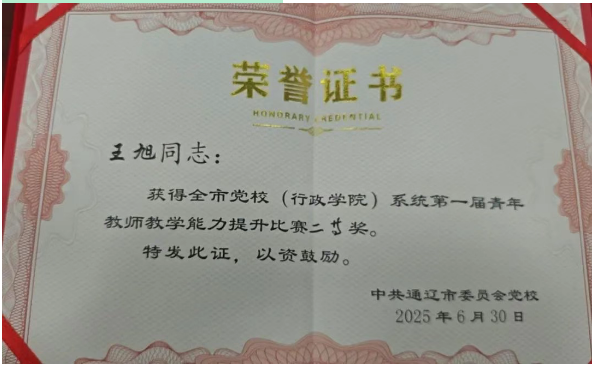 荣誉证书
HONORARY CREDENTIAL
王旭同志：
获得全市党校（行政学院）系统第一届青年
教师教学能力提升比赛二等奖。
特发此证，以资鼓励。
中共通辽市委员会党校
2025年6月30日